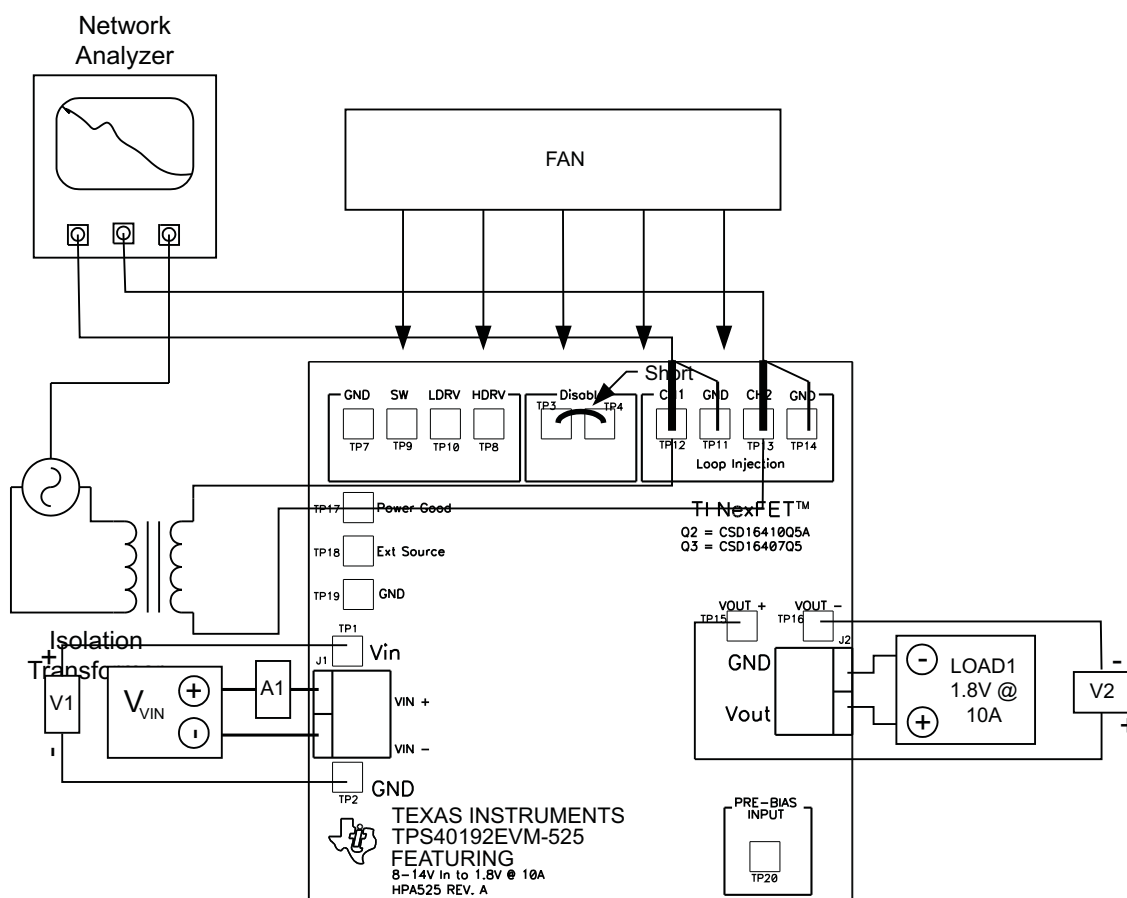 Network
Analyzer
FAN
Short
GND SW LDRV HDRV
TP7 TP9 TP10 TP8
Disabl
TP3 TP4
CH1 GND CH2 GND
TP12 TP11 TP13 TP14
Loop Injection
TP17 Power Good
TI NexFET™
Q2 = CSD16410Q5A
Q3 = CSD16407Q5
TP18 Ext Source
TP19 GND
Isolation
TP1
Vin
J1
VOUT +
TP15
VOUT -
TP16
J2
GND
Vout
V1
+
-
VVIN
+
-
A1
VIN +
VIN -
-
+
LOAD1
1.8V @
10A
-
V2
+
TP2
GND
TEXAS INSTRUMENTS
TPS40192EVM-525
FEATURING
8-14V In to 1.8V @ 10A
HPA525 REV. A
PRE-BIAS
INPUT
TP20